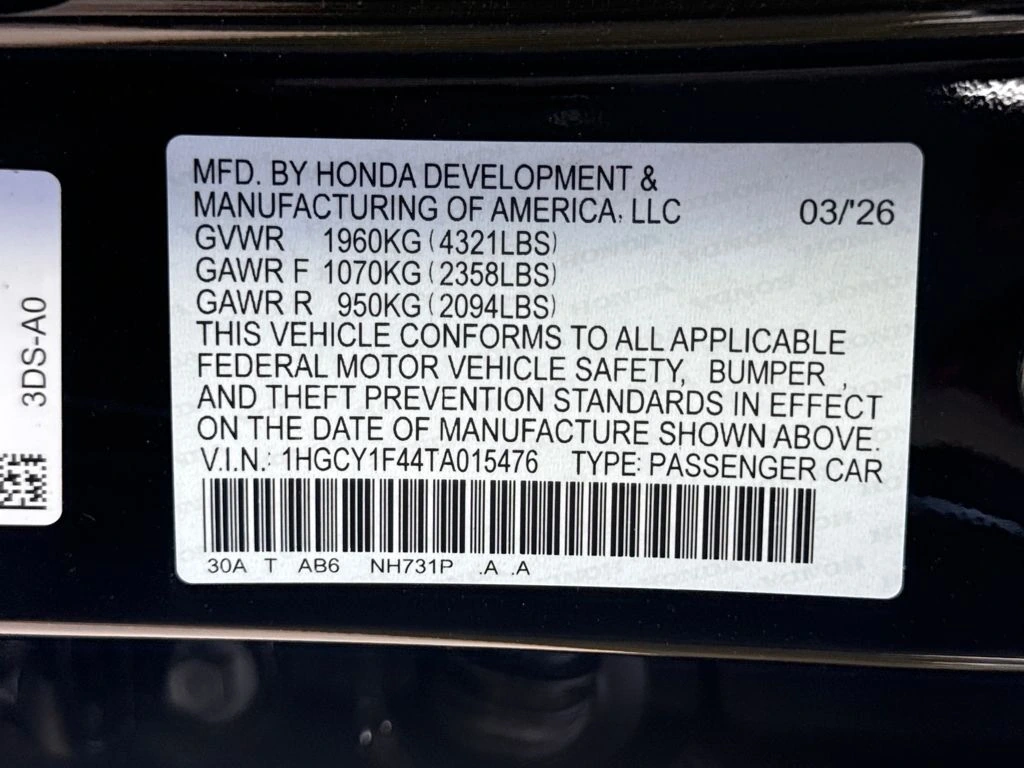 MFD. BY HONDA DEVELOPMENT &
MANUFACTURING OF AMERICA, LLC 03/'26
GVWR 1960KG (4321LBS)
GAWR F 1070KG (2358LBS)
GAWR R 950KG (2094LBS)
THIS VEHICLE CONFORMS TO ALL APPLICABLE
FEDERAL MOTOR VEHICLE SAFETY, BUMPER ,
AND THEFT PREVENTION STANDARDS IN EFFECT
ON THE DATE OF MANUFACTURE SHOWN ABOVE.
V.I.N.: 1HGCY1F44TA015476 TYPE: PASSENGER CAR
30A T AB6 NH731P .A .A
3DS-A0